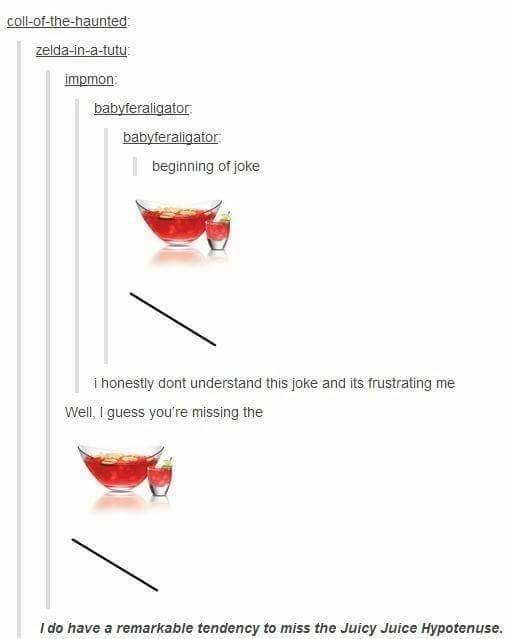 coll-of-the-haunted:
zelda-in-a-tutu:
impmon:
babyferaligator:
babyferaligator:
beginning of joke
i honestly dont understand this joke and its frustrating me
Well, I guess you're missing the
I do have a remarkable tendency to miss the Juicy Juice Hypotenuse.